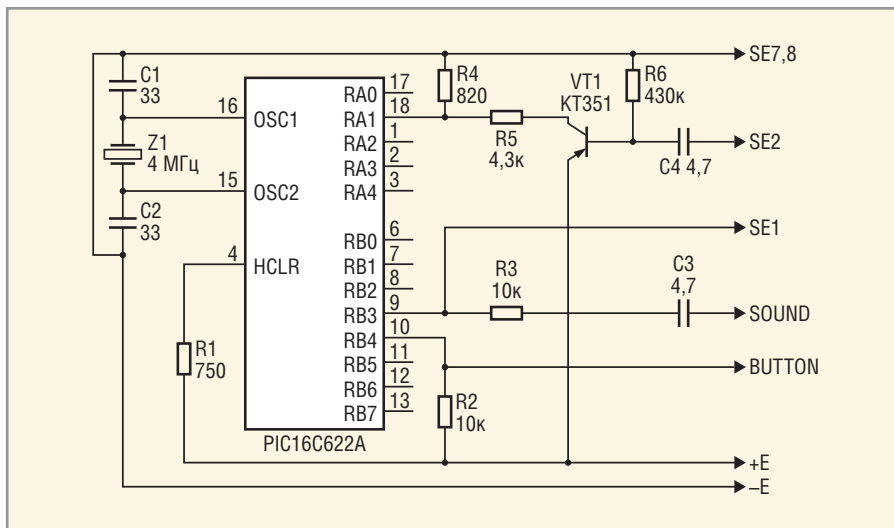 C1
33
16
OSC1
Z1
4 МГц
15
OSC2
C2
33
4
HCLR
R1
750
RA0
17
RA1
18
RA2
1
RA3
2
RA4
3
RB0
6
RB1
7
RB2
8
RB3
9
RB4
10
RB5
11
RB6
12
RB7
13
PIC16C622A
R4
820
R5
4,3к
VT1
KT351
R6
430к
C4 4,7
SE7,8
SE2
SE1
R3
10к
C3
4,7
SOUND
BUTTON
R2
10к
+E
–E